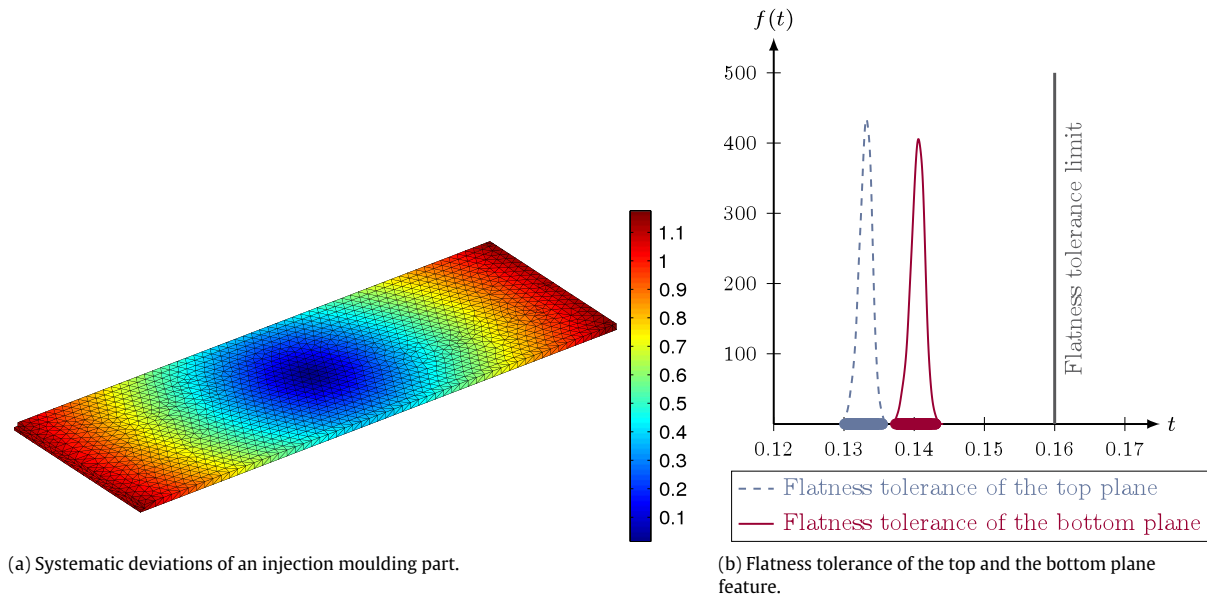 1.1
1
0.9
0.8
0.7
0.6
0.5
0.4
0.3
0.2
0.1
(a) Systematic deviations of an injection moulding part.
f(t)
500
400
300
200
100
0.12
0.13
0.14
0.15
0.16
0.17
t
Flatness tolerance limit
Flatness tolerance of the top plane
Flatness tolerance of the bottom plane
(b) Flatness tolerance of the top and the bottom plane
feature.